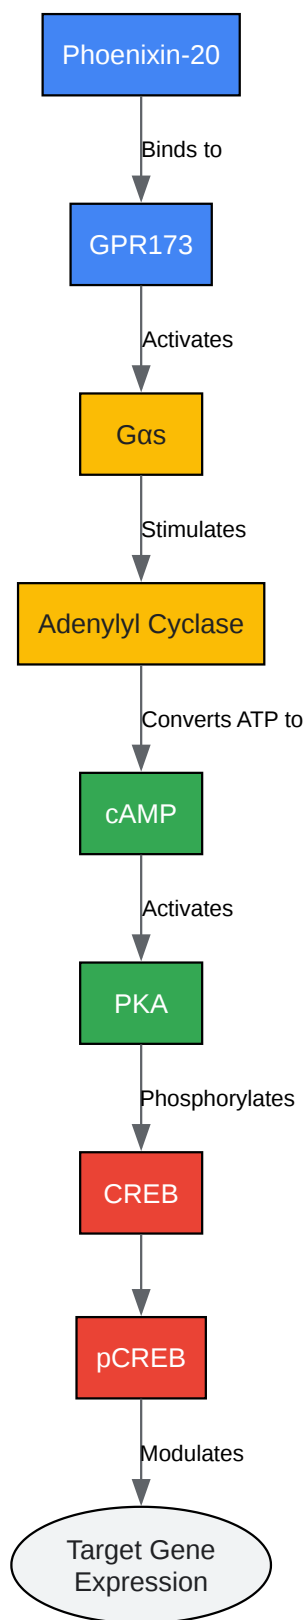 Phoenixin-20
Binds to
GPR173
Activates
Gαs
Stimulates
Adenylyl Cyclase
Converts ATP to
cAMP
Activates
PKA
Phosphorylates
CREB
pCREB
Modulates
Target Gene
Expression